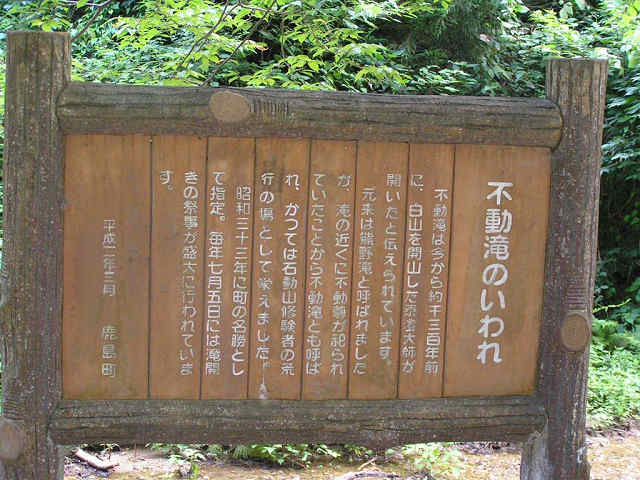 不動滝のいわれ
不動滝は今から約千三百年前
に、白山を開山した泰澄大師が
開いたと伝えられています。
元来は熊野滝と呼ばれました
が、滝の近くに不動尊が祀られ
ていたことから不動滝とも呼ば
れ、かつては石動山修験者の荒
行の場として栄えました。
昭和三十三年に町の名勝とし
て指定。毎年七月五日には滝開
きの祭事が盛大に行われていま
す。
平成二年三月 鹿島町